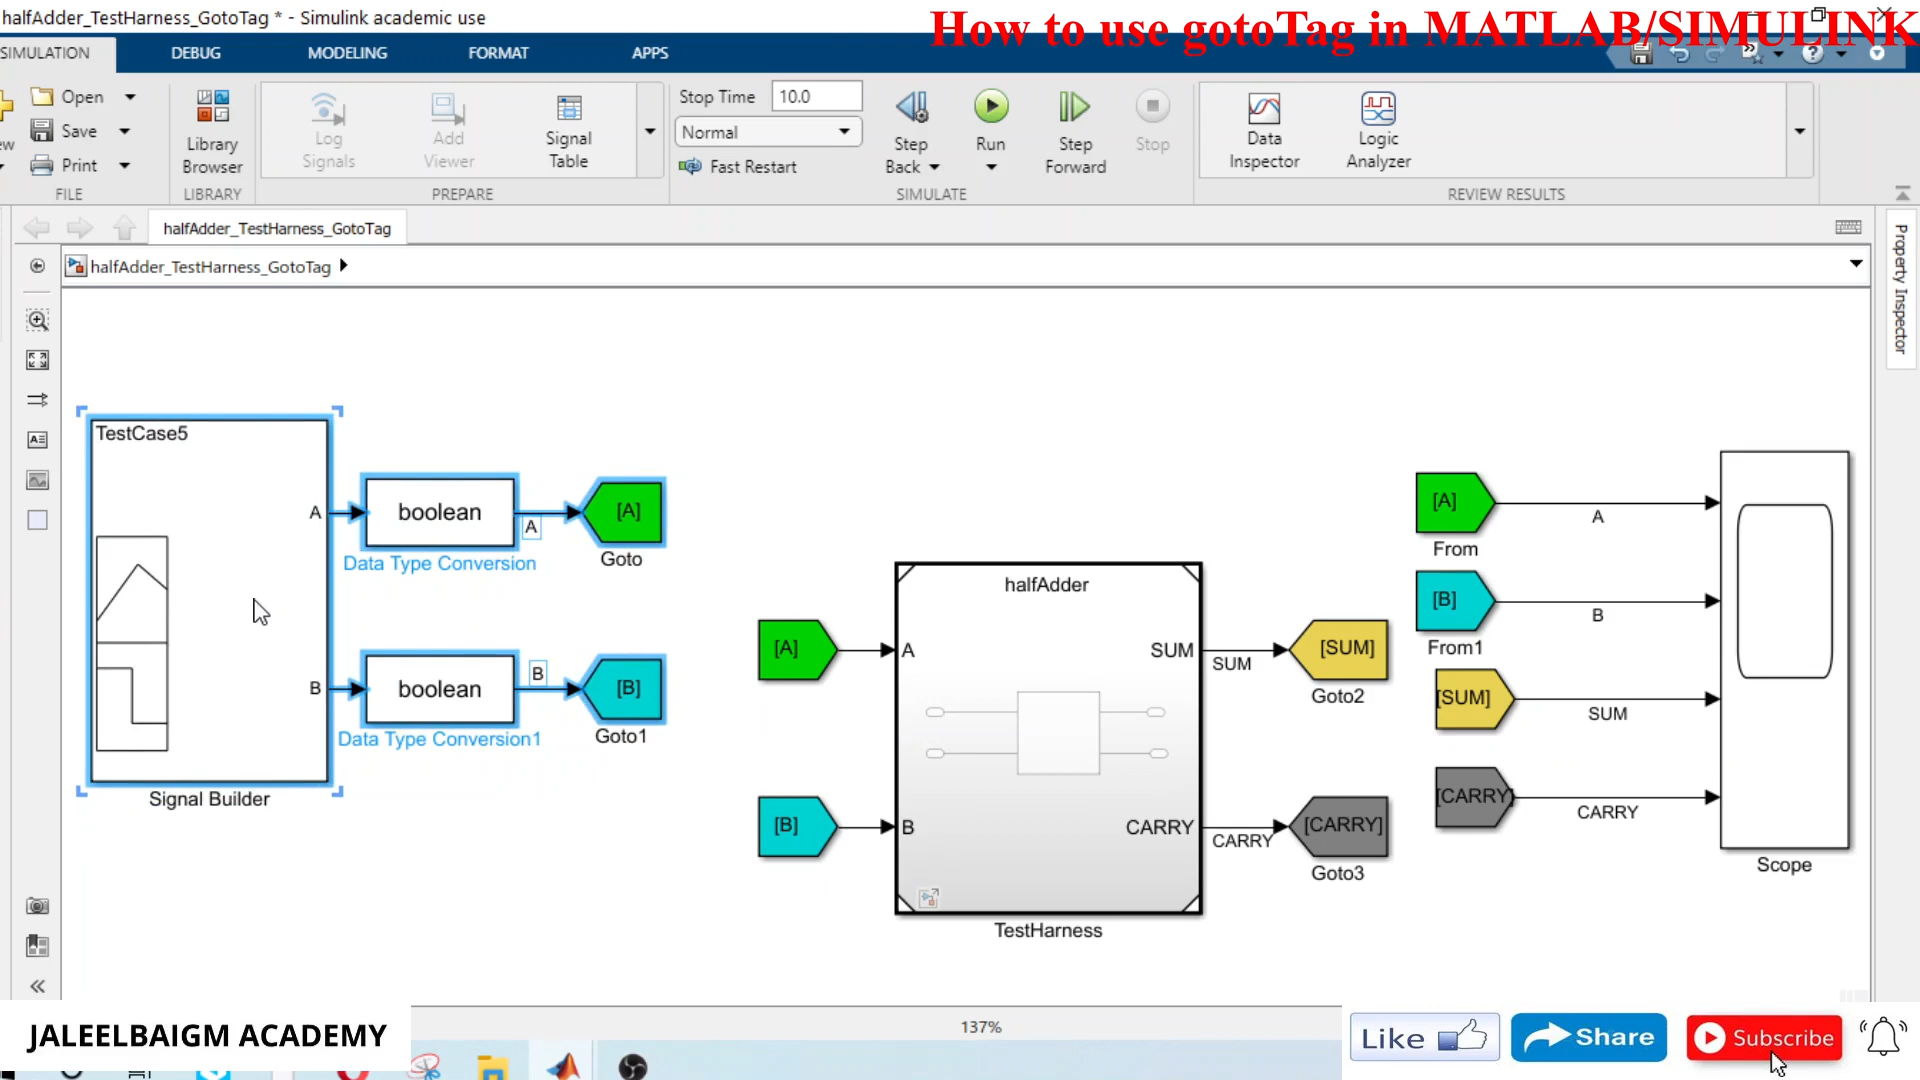 halfAdder_TestHarness_GotoTag * - Simulink academic use
How to use gotoTag in MATLAB/SIMULINK
SIMULATION
DEBUG
MODELING
FORMAT
APPS
Open
Save
Print
FILE
Library
Browser
LIBRARY
Log
Signals
Add
Viewer
Signal
Table
PREPARE
Stop Time
10.0
Normal
Fast Restart
Step
Back
Run
Step
Forward
Stop
SIMULATE
Data
Inspector
Logic
Analyzer
REVIEW RESULTS
halfAdder_TestHarness_GotoTag
halfAdder_TestHarness_GotoTag
Property Inspector
TestCase5
A
B
Signal Builder
boolean
Data Type Conversion
A
[A]
Goto
boolean
Data Type Conversion1
B
[B]
Goto1
[A]
[B]
halfAdder
A
B
SUM
CARRY
TestHarness
SUM
[SUM]
Goto2
CARRY
[CARRY]
Goto3
[A]
From
A
[B]
From1
B
[SUM]
SUM
[CARRY]
CARRY
Scope
137%
JALEELBAIGM ACADEMY
Like
Share
Subscribe